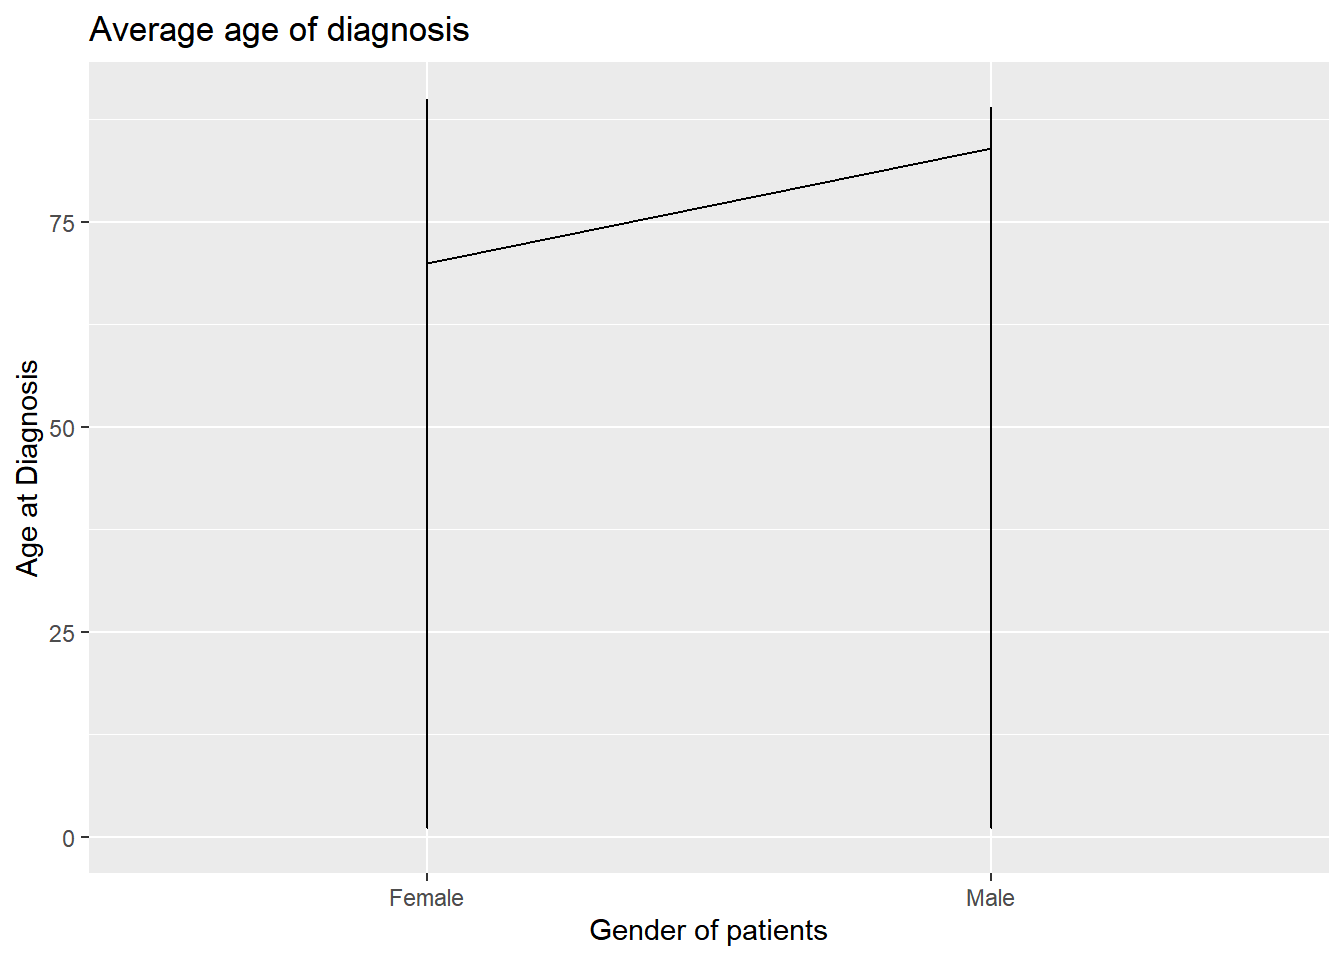 Average age of diagnosis
Age at Diagnosis
75
50
25
0
Female
Male
Gender of patients